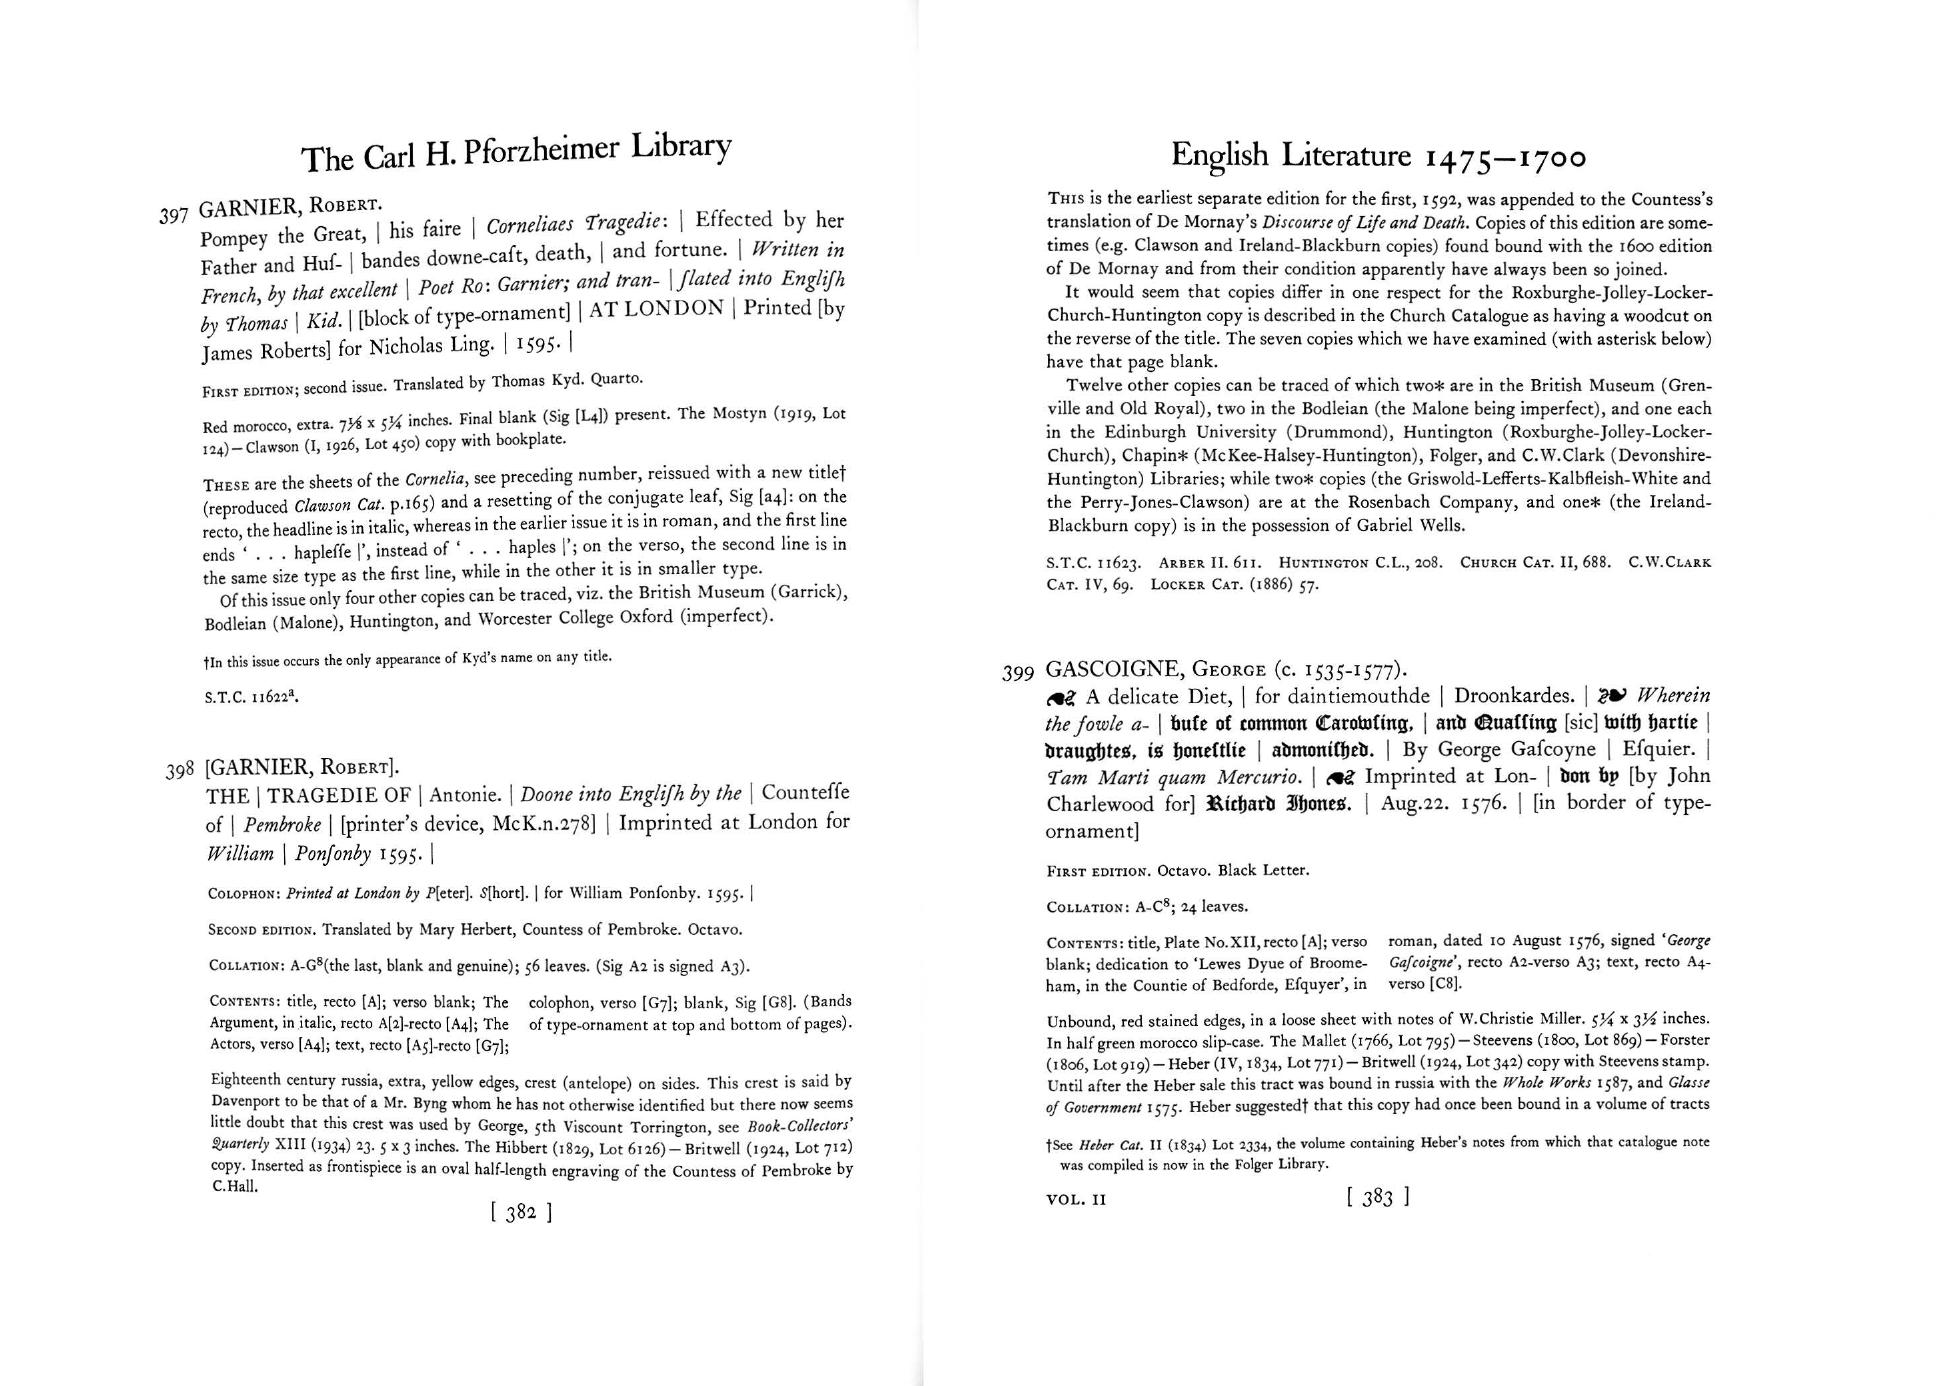 The Carl H. Pforzheimer Library
397 GARNIER, ROBERT.
Pompey the Great, | his faire | Corneliaes Tragedie: | Effected by her
Father and Huſ- | bandes downe-caſt, death, | and fortune. | Written in
French, by that excellent | Poet Ro: Garnier; and tran- | ſlated into Engliſh
by Thomas | Kid. | [block of type-ornament] | AT LONDON | Printed [by
James Roberts] for Nicholas Ling. | 1595. |
FIRST EDITION; second issue. Translated by Thomas Kyd. Quarto.
Red morocco, extra. 7⅛ x 5¼ inches. Final blank (Sig [L4]) present. The Mostyn (1919, Lot
124)—Clawson (I, 1926, Lot 450) copy with bookplate.
THESE are the sheets of the Cornelia, see preceding number, reissued with a new title†
(reproduced Clawson Cat. p.165) and a resetting of the conjugate leaf, Sig [a4]: on the
recto, the headline is in italic, whereas in the earlier issue it is in roman, and the first line
ends ‘ . . . hapleſſe |’, instead of ‘ . . . haples |’; on the verso, the second line is in
the same size type as the first line, while in the other it is in smaller type.
Of this issue only four other copies can be traced, viz. the British Museum (Garrick),
Bodleian (Malone), Huntington, and Worcester College Oxford (imperfect).
†In this issue occurs the only appearance of Kyd's name on any title.
S.T.C. 11622ª.
398 [GARNIER, ROBERT].
THE | TRAGEDIE OF | Antonie. | Doone into Engliſh by the | Counteſſe
of | Pembroke | [printer's device, McK.n.278] | Imprinted at London for
William | Ponſonby 1595. |
COLOPHON: Printed at London by P[eter]. S[hort]. | for William Ponſonby. 1595. |
SECOND EDITION. Translated by Mary Herbert, Countess of Pembroke. Octavo.
COLLATION: A-G⁸(the last, blank and genuine); 56 leaves. (Sig A2 is signed A3).
CONTENTS: title, recto [A]; verso blank; The
Argument, in italic, recto A[2]-recto [A4]; The
Actors, verso [A4]; text, recto [A5]-recto [G7];
colophon, verso [G7]; blank, Sig [G8]. (Bands
of type-ornament at top and bottom of pages).
Eighteenth century russia, extra, yellow edges, crest (antelope) on sides. This crest is said by
Davenport to be that of a Mr. Byng whom he has not otherwise identified but there now seems
little doubt that this crest was used by George, 5th Viscount Torrington, see Book-Collectors'
Quarterly XIII (1934) 23. 5 x 3 inches. The Hibbert (1829, Lot 6126)—Britwell (1924, Lot 712)
copy. Inserted as frontispiece is an oval half-length engraving of the Countess of Pembroke by
C.Hall.
[ 382 ]
English Literature 1475—1700
THIS is the earliest separate edition for the first, 1592, was appended to the Countess's
translation of De Mornay's Discourse of Life and Death. Copies of this edition are some-
times (e.g. Clawson and Ireland-Blackburn copies) found bound with the 1600 edition
of De Mornay and from their condition apparently have always been so joined.
It would seem that copies differ in one respect for the Roxburghe-Jolley-Locker-
Church-Huntington copy is described in the Church Catalogue as having a woodcut on
the reverse of the title. The seven copies which we have examined (with asterisk below)
have that page blank.
Twelve other copies can be traced of which two* are in the British Museum (Gren-
ville and Old Royal), two in the Bodleian (the Malone being imperfect), and one each
in the Edinburgh University (Drummond), Huntington (Roxburghe-Jolley-Locker-
Church), Chapin* (McKee-Halsey-Huntington), Folger, and C.W.Clark (Devonshire-
Huntington) Libraries; while two* copies (the Griswold-Lefferts-Kalbfleish-White and
the Perry-Jones-Clawson) are at the Rosenbach Company, and one* (the Ireland-
Blackburn copy) is in the possession of Gabriel Wells.
S.T.C. 11623. ARBER II. 611. HUNTINGTON C.L., 208. CHURCH CAT. II, 688. C.W.CLARK
CAT. IV, 69. LOCKER CAT. (1886) 57.
399 GASCOIGNE, GEORGE (c. 1535-1577).
A delicate Diet, | for daintiemouthde | Droonkardes. | Wherein
the fowle a- | buſe of common Carowſing, | and Quaſſing [sic] with hartie |
draughtes, is honeſtlie | admoniſhed. | By George Gaſcoyne | Eſquier. |
Tam Marti quam Mercurio. | Imprinted at Lon- | don by [by John
Charlewood for] Richard Jhones. | Aug.22. 1576. | [in border of type-
ornament]
FIRST EDITION. Octavo. Black Letter.
COLLATION: A-C⁸; 24 leaves.
CONTENTS: title, Plate No.XII, recto [A]; verso
blank; dedication to ‘Lewes Dyue of Broome-
ham, in the Countie of Bedforde, Eſquyer’, in
roman, dated 10 August 1576, signed ‘George
Gaſcoigne’, recto A2-verso A3; text, recto A4-
verso [C8].
Unbound, red stained edges, in a loose sheet with notes of W.Christie Miller. 5¼ x 3½ inches.
In half green morocco slip-case. The Mallet (1766, Lot 795)—Steevens (1800, Lot 869)—Forster
(1806, Lot 919)—Heber (IV, 1834, Lot 771)—Britwell (1924, Lot 342) copy with Steevens stamp.
Until after the Heber sale this tract was bound in russia with the Whole Works 1587, and Glasse
of Government 1575. Heber suggested† that this copy had once been bound in a volume of tracts
†See Heber Cat. II (1834) Lot 2334, the volume containing Heber's notes from which that catalogue note
was compiled is now in the Folger Library.
VOL. II
[ 383 ]